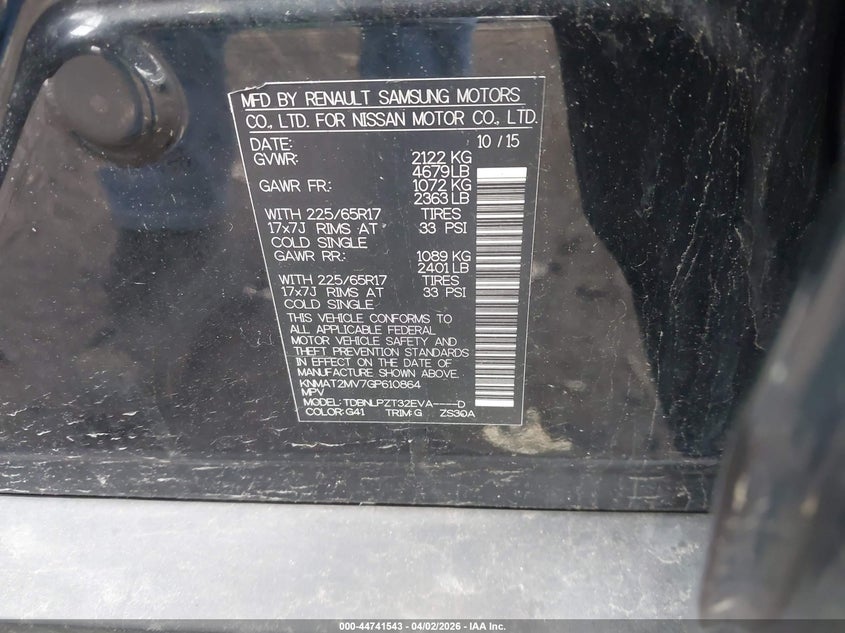 MFD BY RENAULT SAMSUNG MOTORS
CO., LTD. FOR NISSAN MOTOR CO., LTD.
DATE: 10 / 15
GVWR: 2122 KG
4679 LB
GAWR FR: 1072 KG
2363 LB
WITH 225/65R17 TIRES
17x7J RIMS AT 33 PSI
COLD SINGLE
GAWR RR: 1089 KG
2401 LB
WITH 225/65R17 TIRES
17x7J RIMS AT 33 PSI
COLD SINGLE
THIS VEHICLE CONFORMS TO
ALL APPLICABLE FEDERAL
MOTOR VEHICLE SAFETY AND
THEFT PREVENTION STANDARDS
IN EFFECT ON THE DATE OF
MANUFACTURE SHOWN ABOVE.
KNMAT2MV7GP610864
MPV
MODEL: TDBNLPZT32EVA----D
COLOR: G41 TRIM: G ZS30A
000-44741543 - 04/02/2026 - IAA Inc.